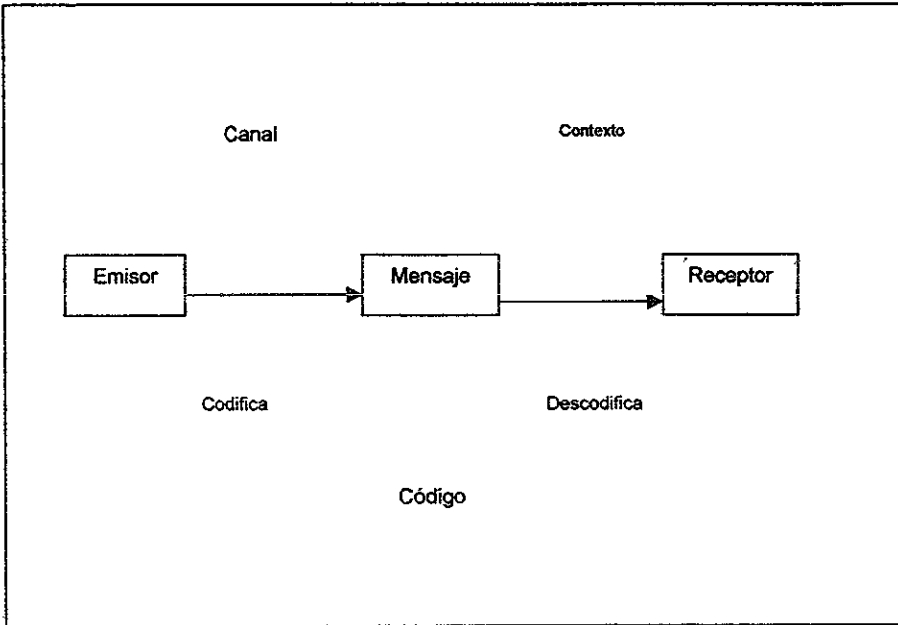 Canal Contexto
Emisor Mensaje Receptor
Codifica Descodifica
Código